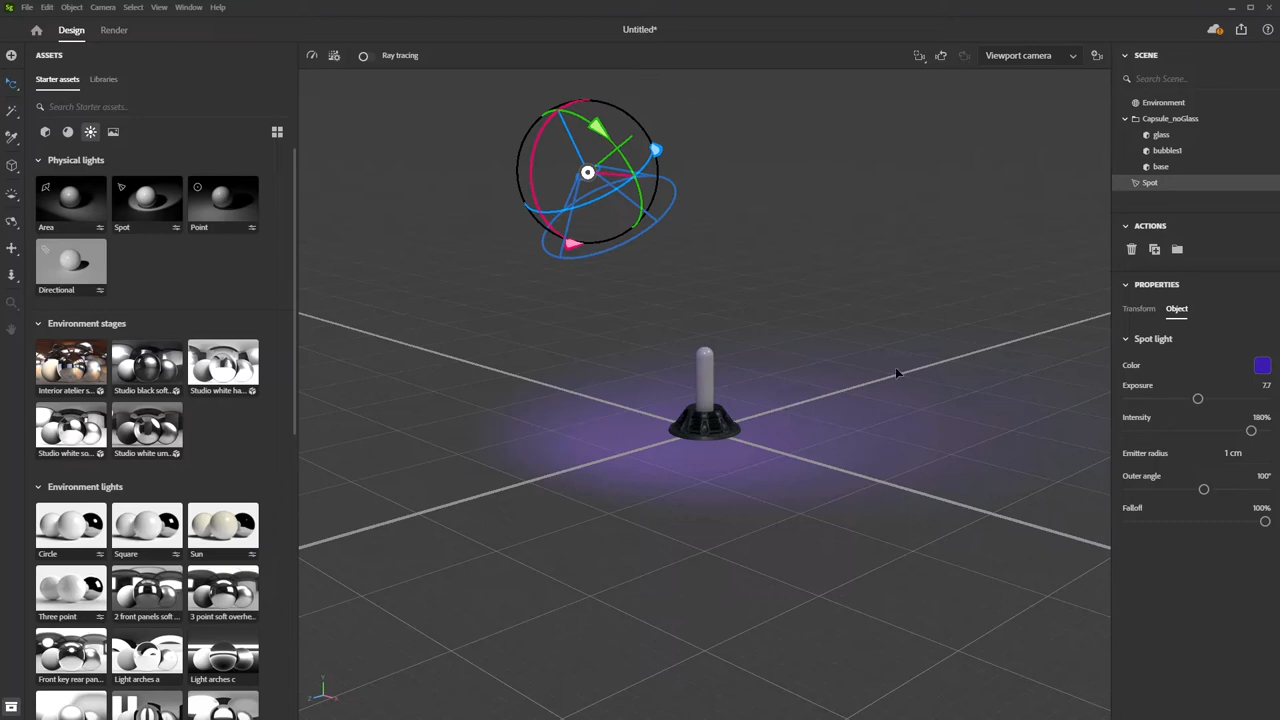 Sg File Edit Object Camera Select View Window Help
Design Render Untitled*
ASSETS
Starter assets Libraries
Search Starter assets..
Physical lights
Area Spot Point
Directional
Environment stages
Interior atelier s... Studio black soft... Studio white ha...
Studio white so... Studio white um...
Environment lights
Circle Square Sun
Three point 2 front panels soft ... 3 point soft overhe...
Front key rear pan... Light arches a Light arches c
Ray tracing Viewport camera
Y
Z X
SCENE
Search Scene...
Environment
Capsule_noGlass
glass
bubbles1
base
Spot
ACTIONS
PROPERTIES
Transform Object
Spot light
Color
Exposure 7.7
Intensity 180%
Emitter radius 1 cm
Outer angle 100°
Falloff 100%